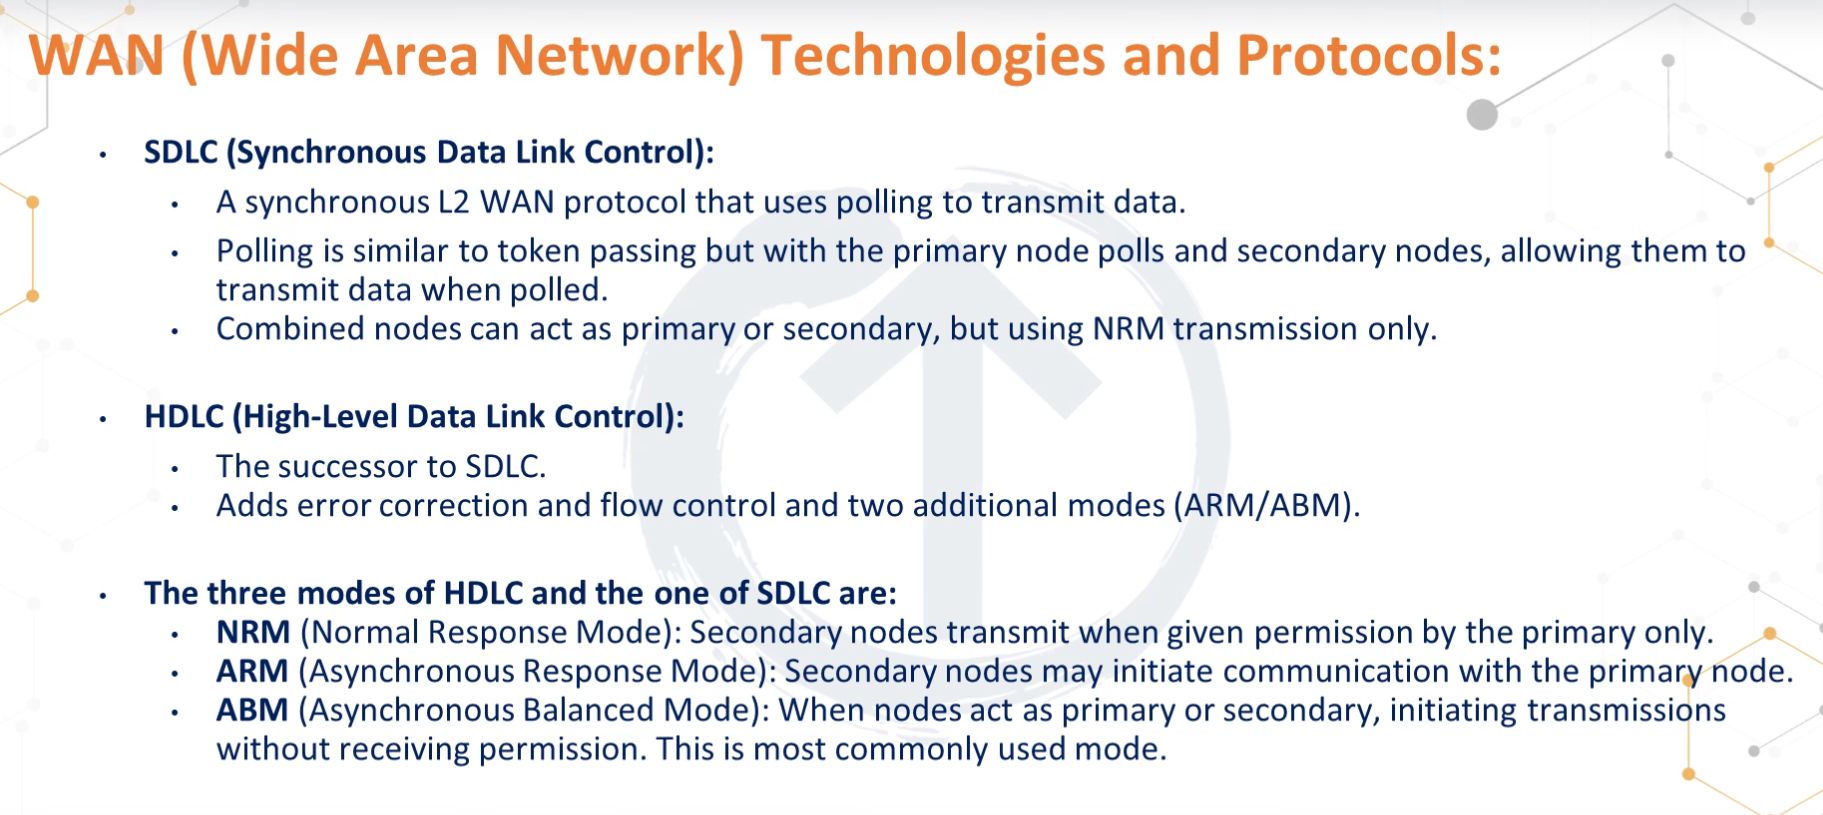 WAN (Wide Area Network) Technologies and Protocols:
• SDLC (Synchronous Data Link Control):
• A synchronous L2 WAN protocol that uses polling to transmit data.
• Polling is similar to token passing but with the primary node polls and secondary nodes, allowing them to
transmit data when polled.
• Combined nodes can act as primary or secondary, but using NRM transmission only.
• HDLC (High-Level Data Link Control):
• The successor to SDLC.
• Adds error correction and flow control and two additional modes (ARM/ABM).
• The three modes of HDLC and the one of SDLC are:
• NRM (Normal Response Mode): Secondary nodes transmit when given permission by the primary only.
• ARM (Asynchronous Response Mode): Secondary nodes may initiate communication with the primary node.
• ABM (Asynchronous Balanced Mode): When nodes act as primary or secondary, initiating transmissions
without receiving permission. This is most commonly used mode.